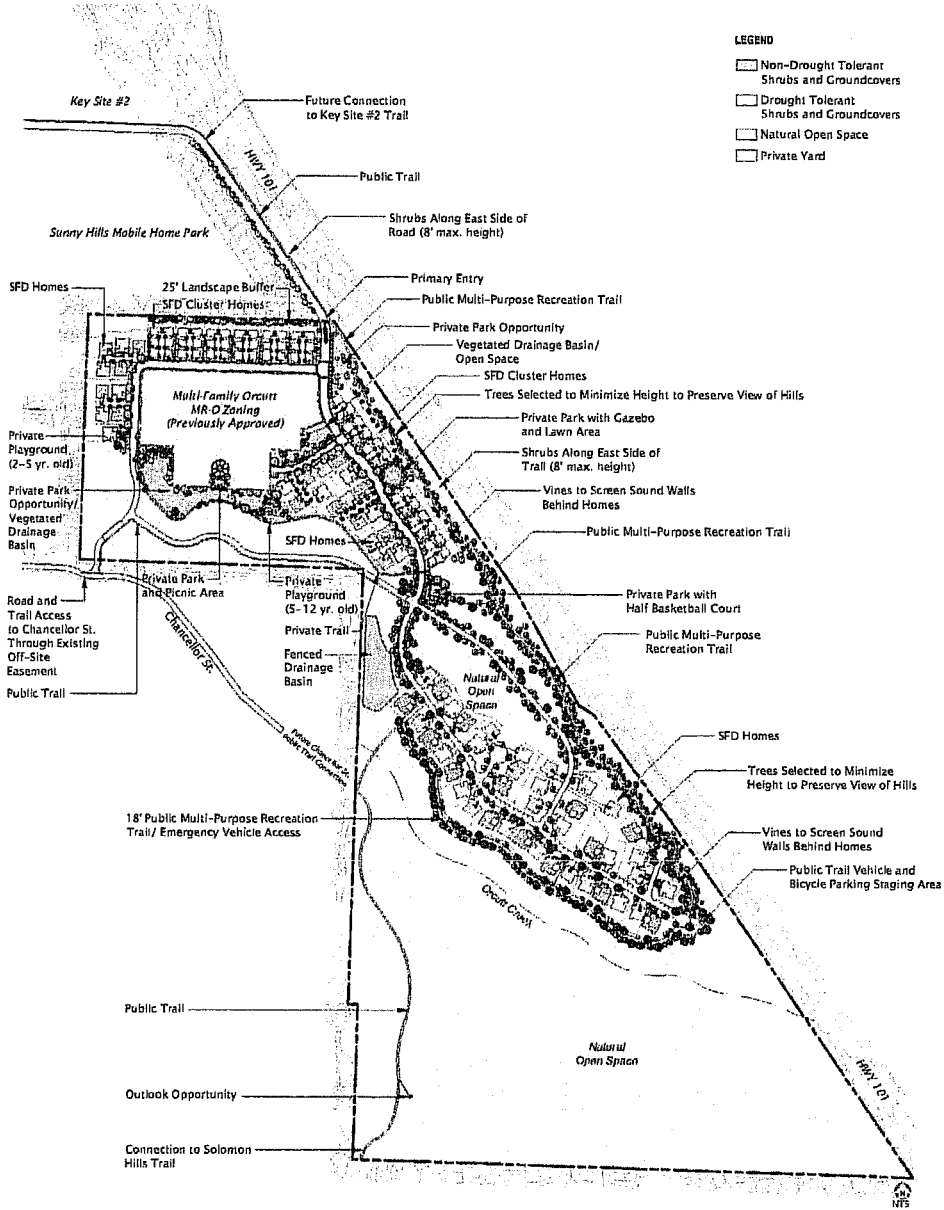 LEGEND
Non-Drought Tolerant
Shrubs and Groundcovers
Drought Tolerant
Shrubs and Groundcovers
Natural Open Space
Private Yard
Key Site #2
Future Connection
to Key Site #2 Trail
HWY 101
Public Trail
Shrubs Along East Side of
Road (8' max. height)
Sunny Hills Mobile Home Park
Primary Entry
SFD Homes
25' Landscape Buffer
SFD Cluster Homes
Public Multi-Purpose Recreation Trail
Private Park Opportunity
Vegetated Drainage Basin/
Open Space
SFD Cluster Homes
Trees Selected to Minimize Height to Preserve View of Hills
Multi-Family Orcutt
MR-O Zoning
(Previously Approved)
Private Park with Gazebo
and Lawn Area
Private
Playground
(2-5 yr. old)
Shrubs Along East Side of
Trail (8' max. height)
Private Park
Opportunity/
Vegetated
Drainage
Basin
Vines to Screen Sound Walls
Behind Homes
Public Multi-Purpose Recreation Trail
SFD Homes
Private Park
and Picnic Area
Private
Playground
(5-12 yr. old)
Road and
Trail Access
to Chancellor St.
Through Existing
Off-Site
Easement
Private Park with
Half Basketball Court
Private Trail
Chancellor St.
Public Multi-Purpose
Recreation Trail
Fenced
Drainage
Basin
Public Trail
Natural
Open
Space
Future Chancellor St.
Public Trail Connection
SFD Homes
Trees Selected to Minimize
Height to Preserve View of Hills
18' Public Multi-Purpose Recreation
Trail/ Emergency Vehicle Access
Vines to Screen Sound
Walls Behind Homes
Public Trail Vehicle and
Bicycle Parking Staging Area
Orcutt Creek
Public Trail
Natural
Open Space
HWY 101
Outlook Opportunity
Connection to Solomon
Hills Trail
N
NTS